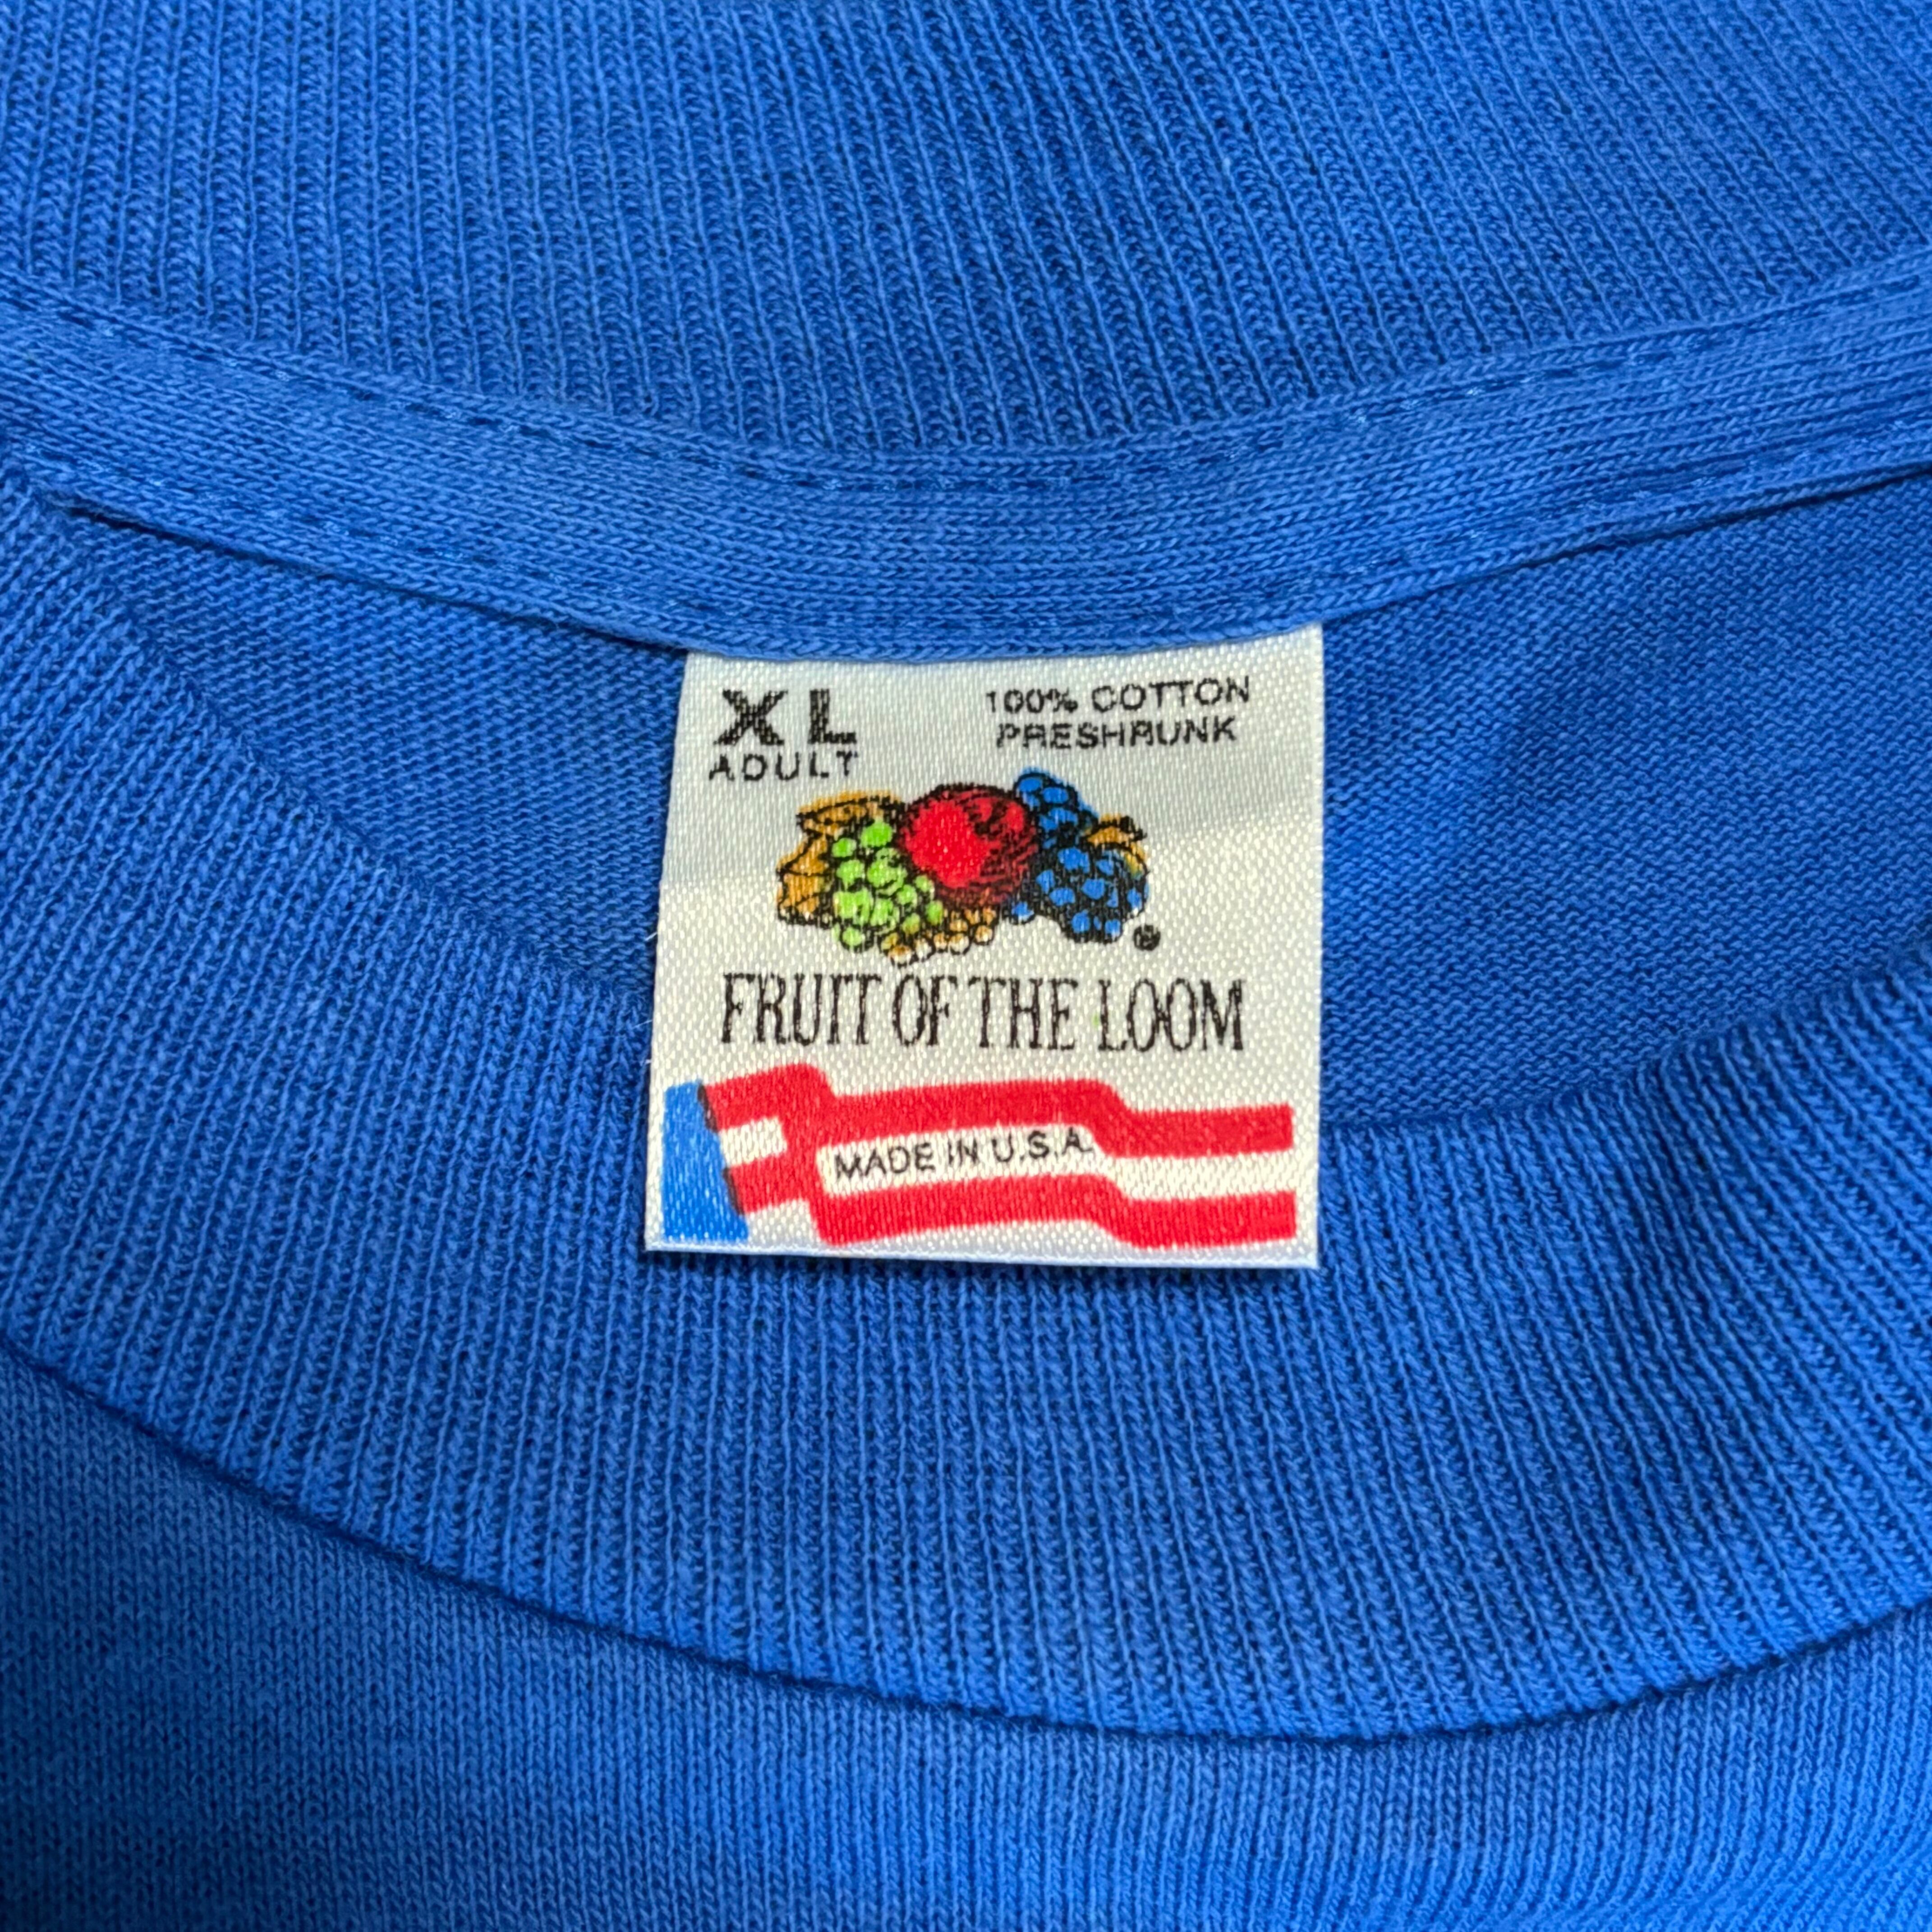 XL
ADULT
100% COTTON
PRESHRUNK
®
FRUIT OF THE LOOM
MADE IN U.S.A.